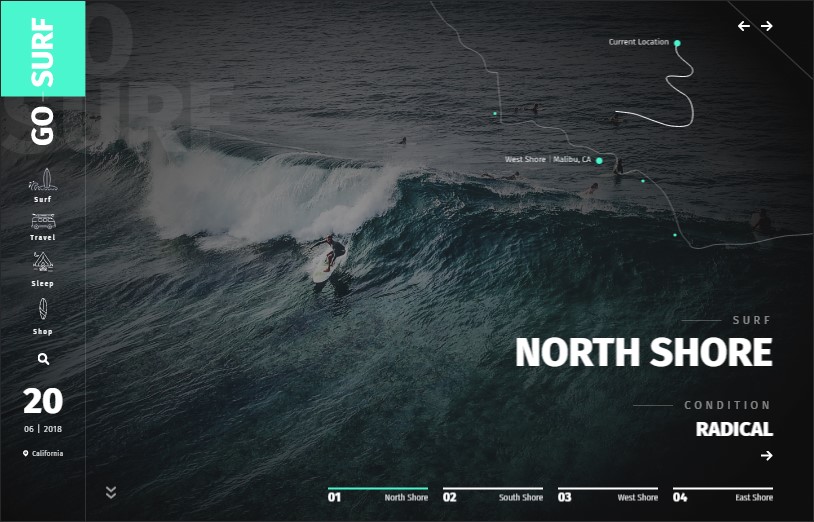 GO SURF
GO
SURF
Surf
Travel
Sleep
Shop
20
06 | 2018
California
Current Location
West Shore | Malibu, CA
SURF
NORTH SHORE
CONDITION
RADICAL
01 North Shore
02 South Shore
03 West Shore
04 East Shore